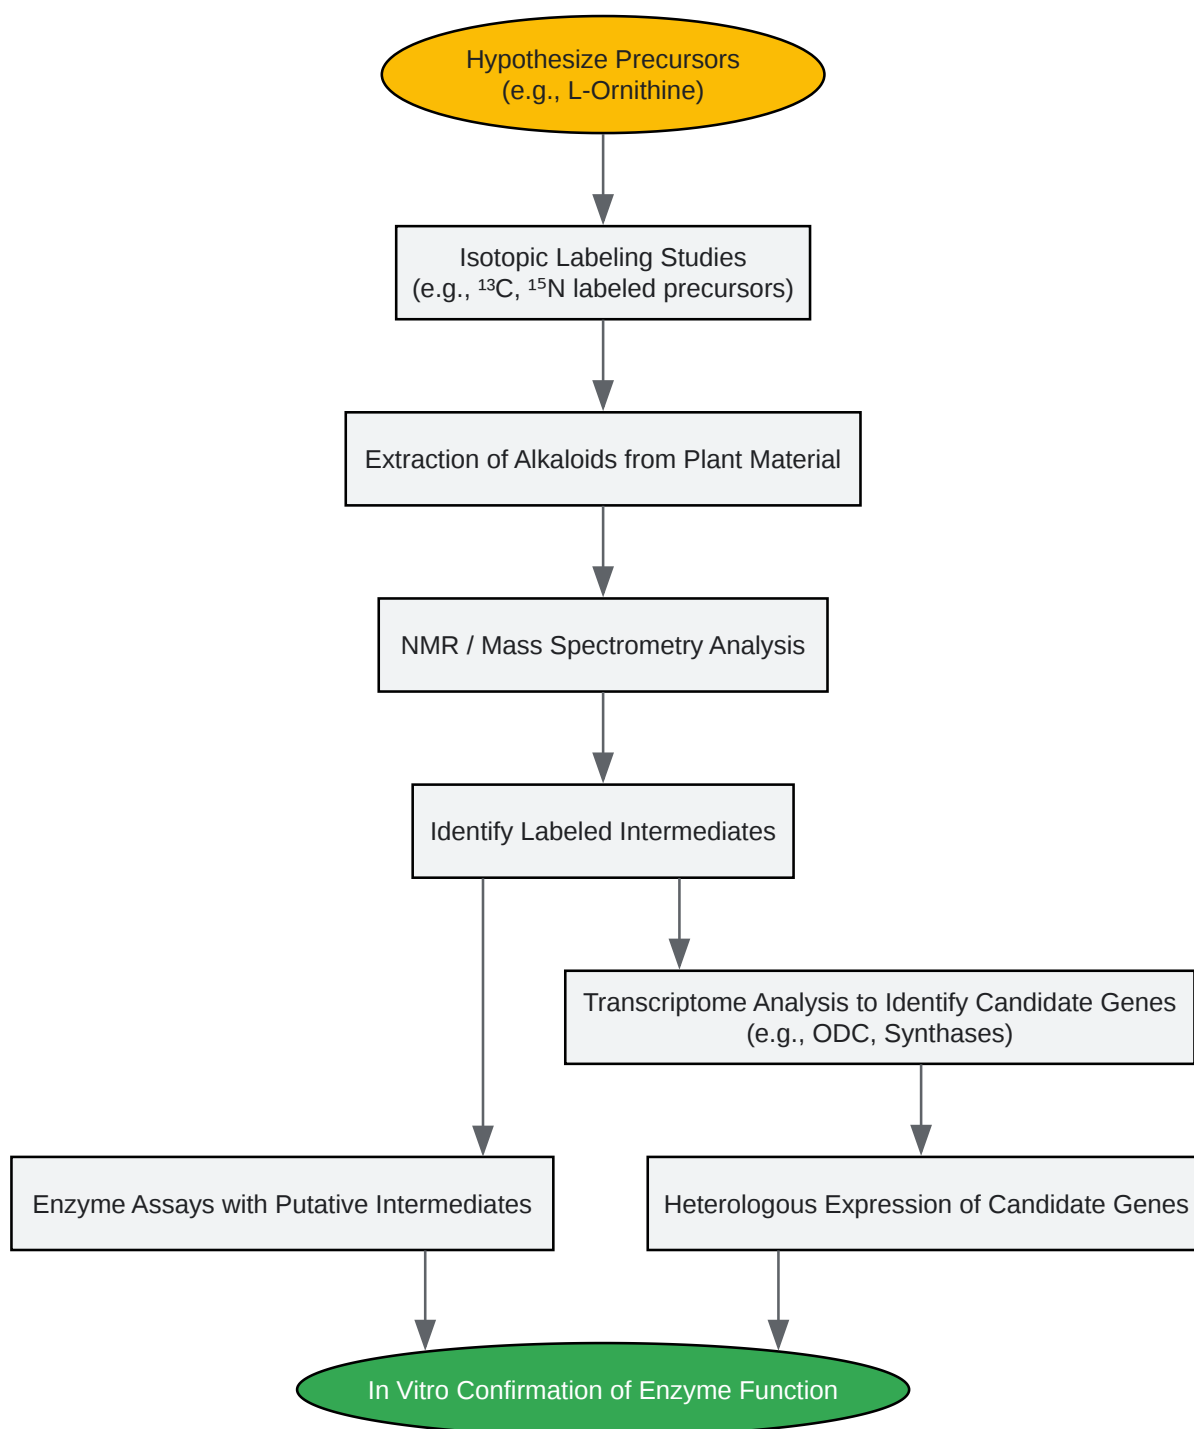 Hypothesize Precursors
(e.g., L-Ornithine)
Isotopic Labeling Studies
(e.g., ¹³C, ¹⁵N labeled precursors)
Extraction of Alkaloids from Plant Material
NMR / Mass Spectrometry Analysis
Identify Labeled Intermediates
Transcriptome Analysis to Identify Candidate Genes
(e.g., ODC, Synthases)
Enzyme Assays with Putative Intermediates
Heterologous Expression of Candidate Genes
In Vitro Confirmation of Enzyme Function